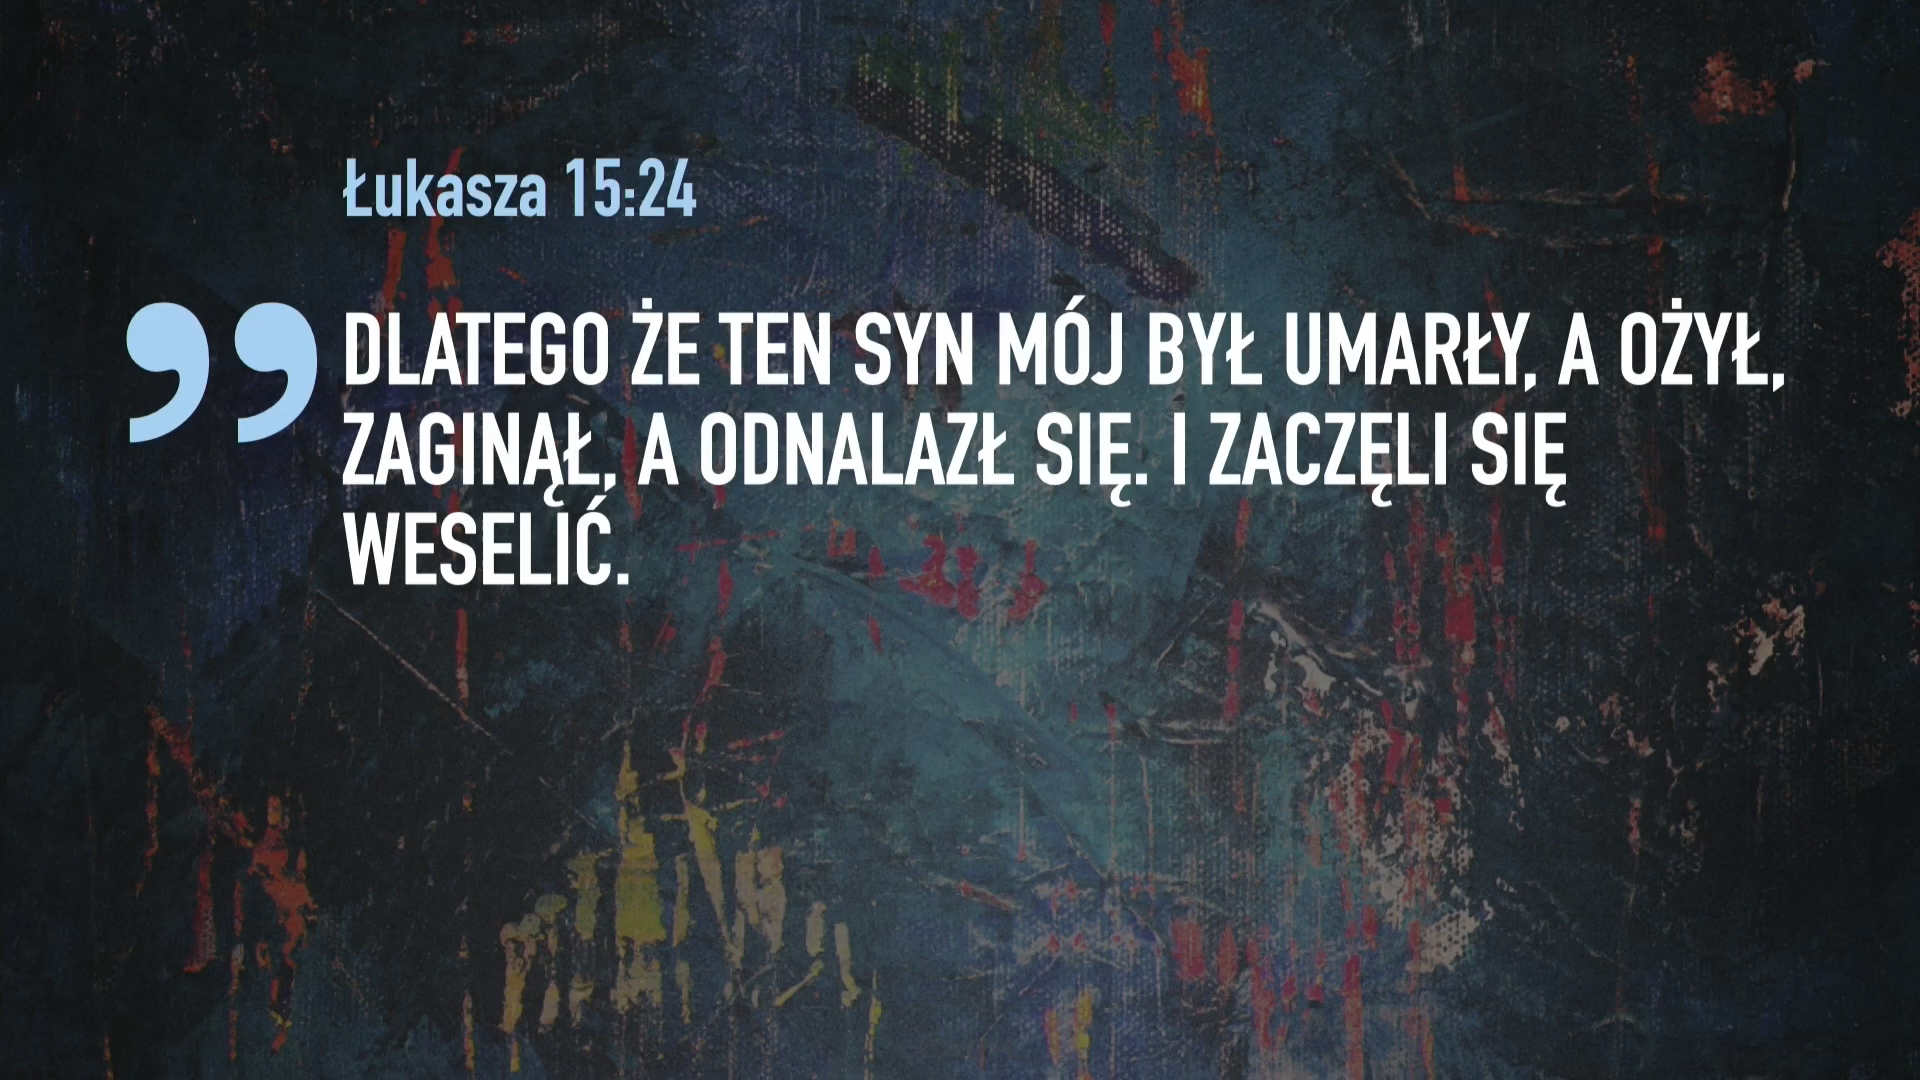 Łukasza 15:24
” DLATEGO ŻE TEN SYN MÓJ BYŁ UMARŁY, A OŻYŁ,
ZAGINĄŁ, A ODNALAZŁ SIĘ. I ZACZĘLI SIĘ
WESELIĆ.